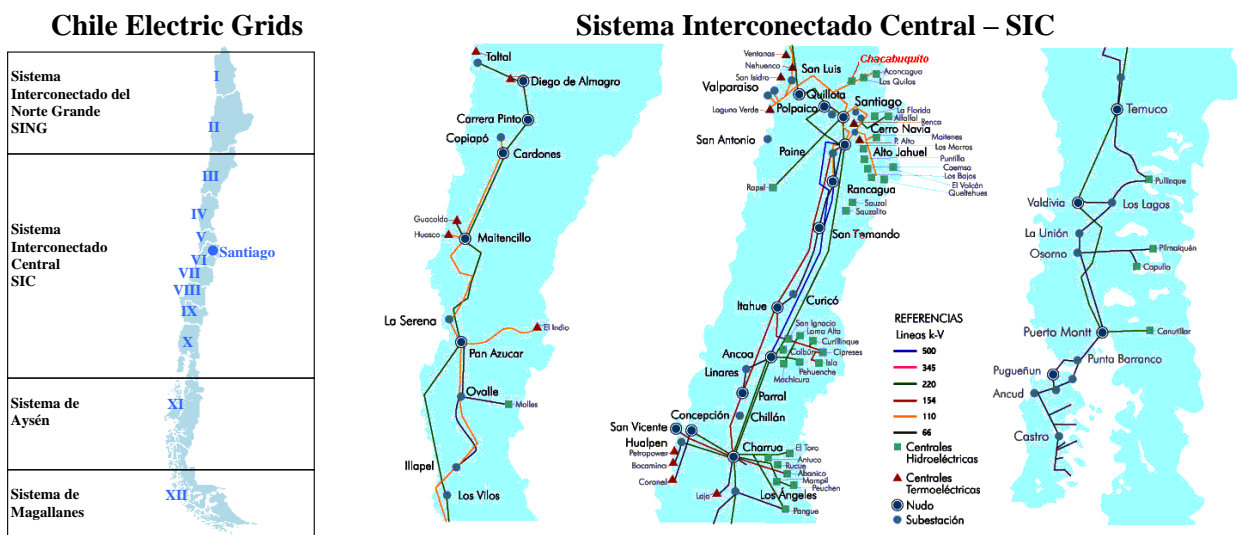 Chile Electric Grids
Sistema
Interconectado del
Norte Grande
SING
Sistema
Interconectado
Central
SIC
Sistema de
Aysén
Sistema de
Magallanes
I
II
III
IV
V
Santiago
VI
VII
VIII
IX
X
XI
XII
Sistema Interconectado Central – SIC
Taltal
Diego de Almagro
Carrera Pinto
Copiapó
Cardones
Guacolda
Huasco
Maitencillo
La Serena
El Indio
Pan Azucar
Ovalle
Molles
Illapel
Los Vilos
Ventanas
Nehuenco
San Isidro
San Luis
Chacabuquito
Aconcagua
Los Quilos
Valparaiso
Quillota
Laguna Verde
Polpaico
Santiago
La Florida
Alfalfal
Renca
San Antonio
Cerro Navia
Maitenes
P. Alto
Los Morros
Paine
Alto Jahuel
Puntilla
Caemsa
Los Bajos
El Volcán
Queltehues
Rapel
Rancagua
Sauzal
Sauzalito
San Fernando
Itahue
Curicó
San Ignacio
Loma Alta
Curillinque
Ancoa
Colbún
Cipreses
Isla
Linares
Pehuenche
Machicura
Parral
Concepción
Chillán
San Vicente
Hualpen
Charrua
El Toro
Petropower
Antuco
Bocamina
Rucue
Abanico
Coronel
Mampil
Peuchen
Laja
Los Ángeles
Pangue
REFERENCIAS
Lineas k-V
500
345
220
154
110
66
Centrales
Hidroeléctricas
Centrales
Termoeléctricas
Nudo
Subestación
Temuco
Pullinque
Valdivia
Los Lagos
La Unión
Osorno
Pilmaiquén
Capullo
Puerto Montt
Canutillar
Punta Barranco
Pugueñun
Ancud
Castro